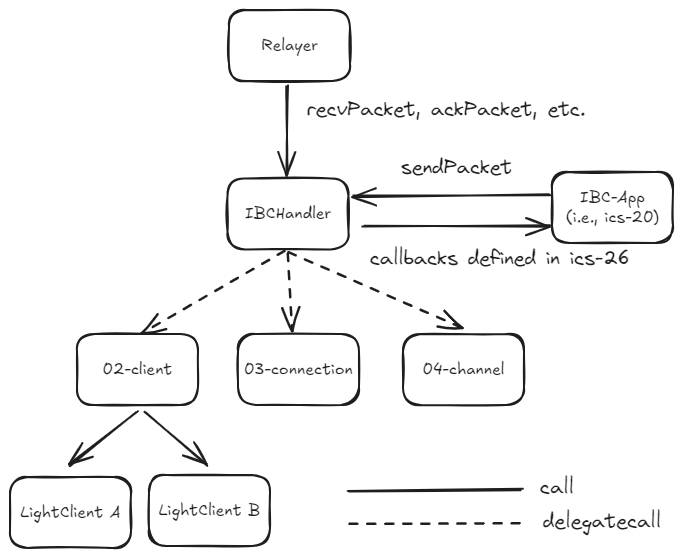 Relayer
recvPacket, ackPacket, etc.
sendPacket
IBCHandler
IBC-App
(i.e., ics-20)
callbacks defined in ics-26
02-client
03-connection
04-channel
LightClient A
LightClient B
call
delegatecall